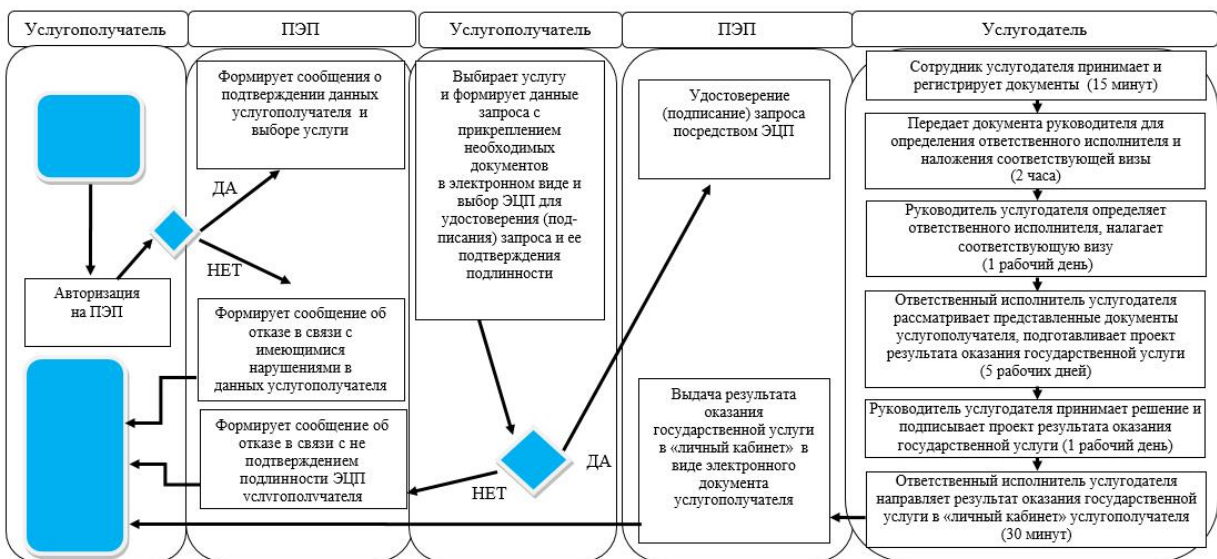 Услугополучатель
ПЭП
Услугополучатель
ПЭП
Услугодатель
Авторизация
на ПЭП
Формирует сообщения о
подтверждении данных
услугополучателя и
выборе услуги
ДА
НЕТ
Формирует сообщение об
отказе в связи с
имеющимися
нарушениями в
данных услугополучателя
Формирует сообщение об
отказе в связи с не
подтверждением
подлинности ЭЦП
услугополучателя
Выбирает услугу
и формирует данные
запроса с
прикреплением
необходимых
документов
в электронном виде и
выбор ЭЦП для
удостоверения (под-
писания) запроса и ее
подтверждения
подлинности
НЕТ
ДА
Удостоверение
(подписание) запроса
посредством ЭЦП
Выдача результата
оказания
государственной услуги
в «личный кабинет» в
виде электронного
документа
услугополучателя
Сотрудник услугодателя принимает и
регистрирует документы (15 минут)
Передает документа руководителя для
определения ответственного исполнителя и
наложения соответствующей визы
(2 часа)
Руководитель услугодателя определяет
ответственного исполнителя, налагает
соответствующую визу
(1 рабочий день)
Ответственный исполнитель услугодателя
рассматривает представленные документы
услугополучателя, подготавливает проект
результата оказания государственной услуги
(5 рабочих дней)
Руководитель услугодателя принимает решение и
подписывает проект результата оказания
государственной услуги (1 рабочий день)
Ответственный исполнитель услугодателя
направляет результат оказания государственной
услуги в «личный кабинет» услугополучателя
(30 минут)